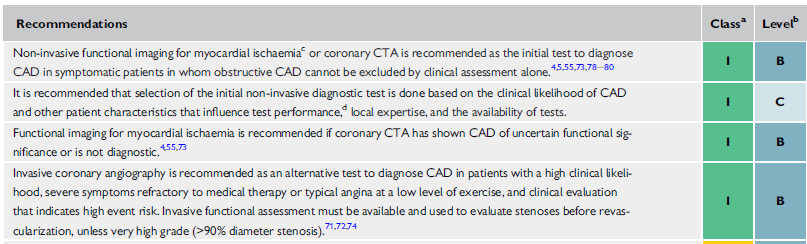 Recommendations Classᵃ Levelᵇ
Non-invasive functional imaging for myocardial ischaemiaᶜ or coronary CTA is recommended as the initial test to diagnose
CAD in symptomatic patients in whom obstructive CAD cannot be excluded by clinical assessment alone.4,5,55,73,78−80
I B
It is recommended that selection of the initial non-invasive diagnostic test is done based on the clinical likelihood of CAD
and other patient characteristics that influence test performance,ᵈ local expertise, and the availability of tests.
I C
Functional imaging for myocardial ischaemia is recommended if coronary CTA has shown CAD of uncertain functional sig-
nificance or is not diagnostic.4,55,73
I B
Invasive coronary angiography is recommended as an alternative test to diagnose CAD in patients with a high clinical likeli-
hood, severe symptoms refractory to medical therapy or typical angina at a low level of exercise, and clinical evaluation
that indicates high event risk. Invasive functional assessment must be available and used to evaluate stenoses before revas-
cularization, unless very high grade (>90% diameter stenosis).71,72,74
I B